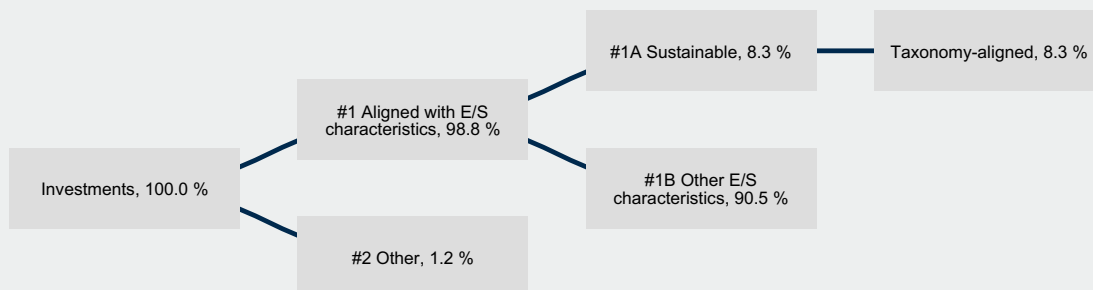 #1A Sustainable, 8.3 %
Taxonomy-aligned, 8.3 %
#1 Aligned with E/S
characteristics, 98.8 %
Investments, 100.0 %
#1B Other E/S
characteristics, 90.5 %
#2 Other, 1.2 %